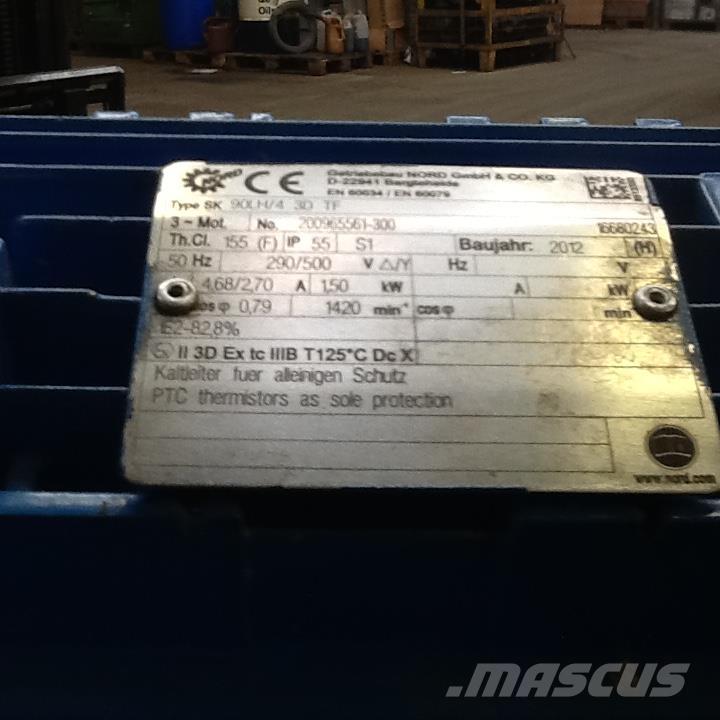 NORD CE Getriebebau NORD GmbH & CO. KG
D-22941 Bargteheide
EN 60034 / EN 60079
Type SK 90LH/4 3D TF
3~Mot. No. 200965561-300 16680243
Th.Cl. 155 (F) IP 55 S1 Baujahr: 2012 (H)
50 Hz 290/500 V △/Y Hz V
4,68/2,70 A 1,50 kW A kW
cos φ 0,79 1420 min⁻¹ cos φ min
IE2-82,8%
II 3D Ex tc IIIB T125°C Dc X
Kaltleiter fuer alleinigen Schutz
PTC thermistors as sole protection
www.nord.com
MASCUS